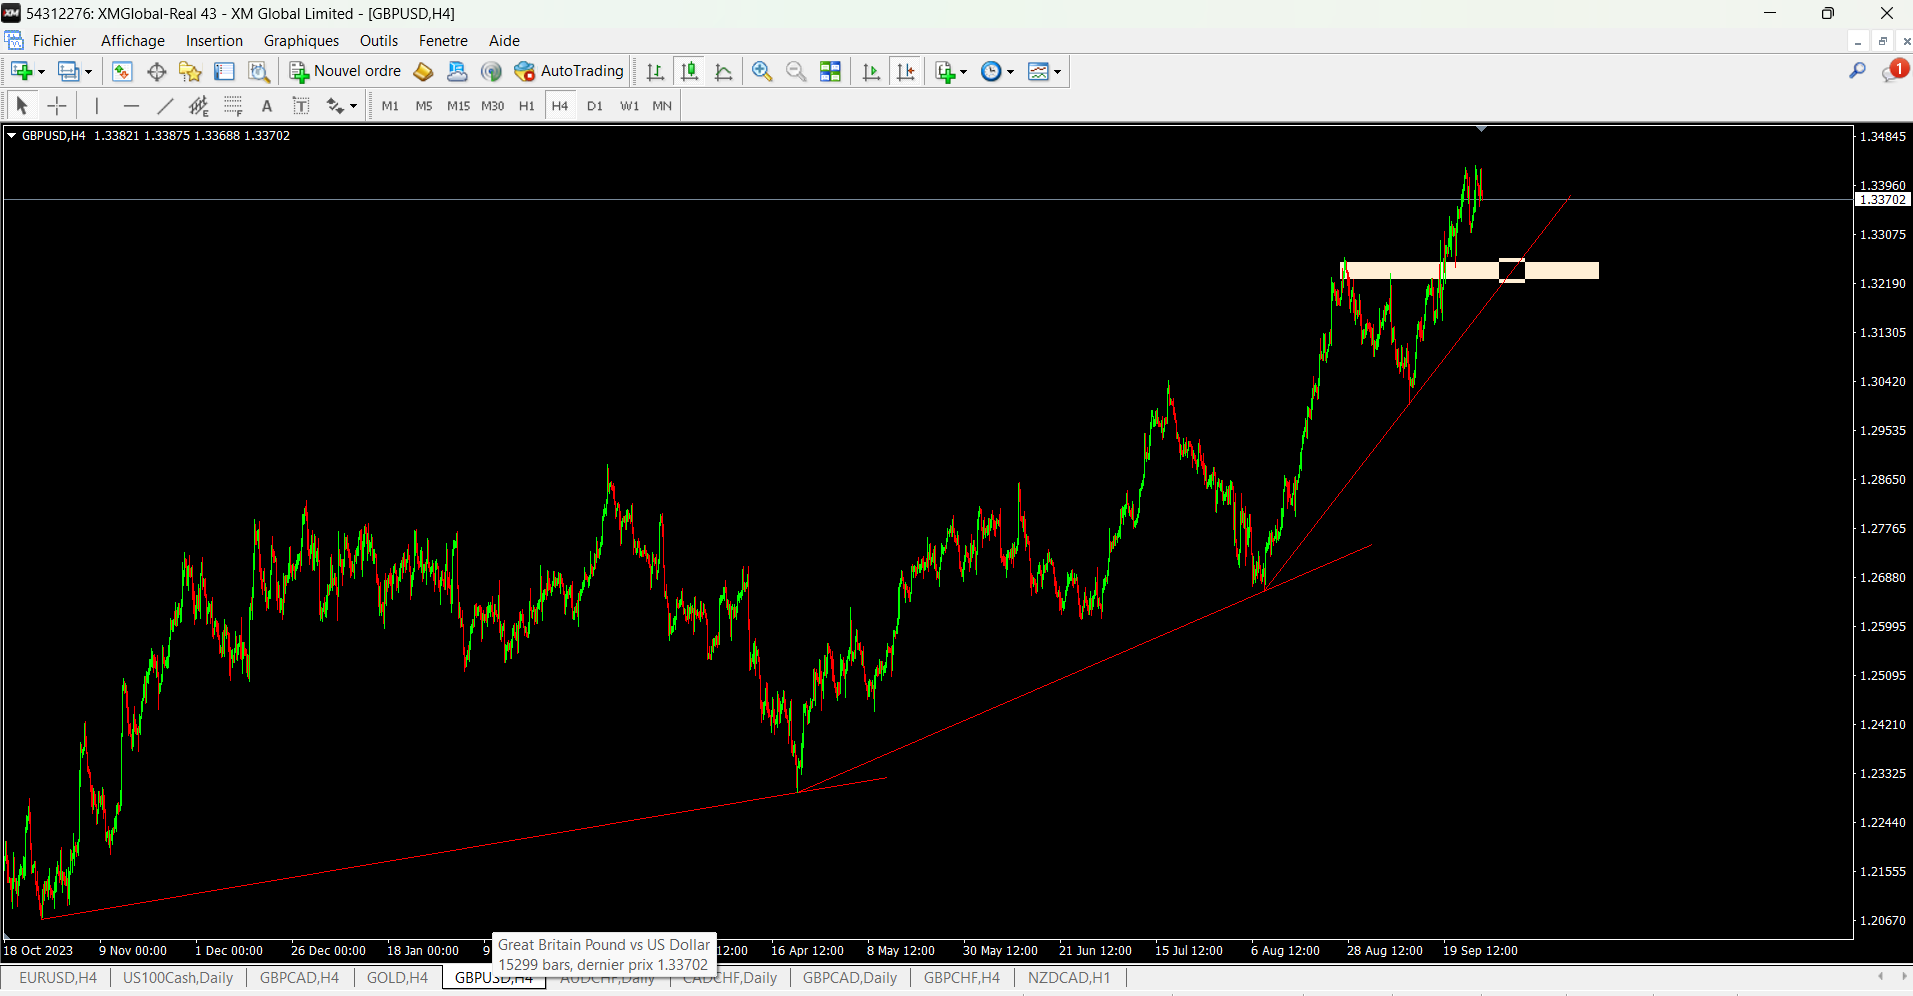 54312276: XMGlobal-Real 43 - XM Global Limited - [GBPUSD,H4]
Fichier Affichage Insertion Graphiques Outils Fenetre Aide
Nouvel ordre AutoTrading 1
A T M1 M5 M15 M30 H1 H4 D1 W1 MN
GBPUSD,H4 1.33821 1.33875 1.33688 1.33702
1.34845
1.33960
1.33702
1.33075
1.32190
1.31305
1.30420
1.29535
1.28650
1.27765
1.26880
1.25995
1.25095
1.24210
1.23325
1.22440
1.21555
1.20670
18 Oct 2023 9 Nov 00:00 1 Dec 00:00 26 Dec 00:00 18 Jan 00:00 9 12:00 16 Apr 12:00 8 May 12:00 30 May 12:00 21 Jun 12:00 15 Jul 12:00 6 Aug 12:00 28 Aug 12:00 19 Sep 12:00
Great Britain Pound vs US Dollar
15299 bars, dernier prix 1.33702
EURUSD,H4 US100Cash,Daily GBPCAD,H4 GOLD,H4 GBPUSD,H4 AUDCHF,Daily CADCHF,Daily GBPCAD,Daily GBPCHF,H4 NZDCAD,H1